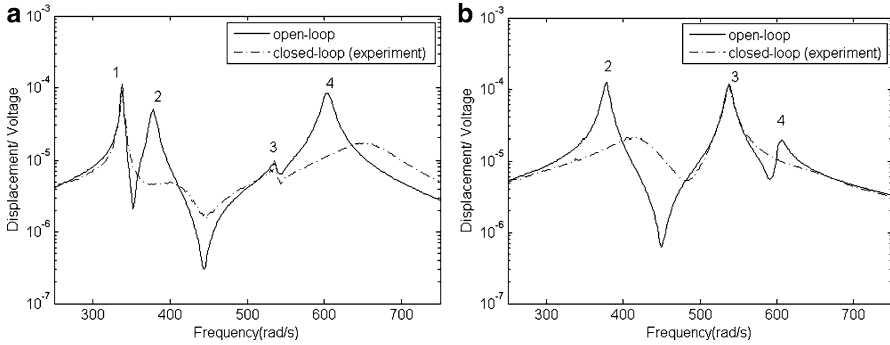 a
10^-3
10^-4
10^-5
10^-6
10^-7
Displacement/ Voltage
open-loop
closed-loop (experiment)
1
2
3
4
300 400 500 600 700
Frequency(rad/s)
b
10^-3
10^-4
10^-5
10^-6
10^-7
Displacement/ Voltage
open-loop
closed-loop (experiment)
2
3
4
300 400 500 600 700
Frequency(rad/s)